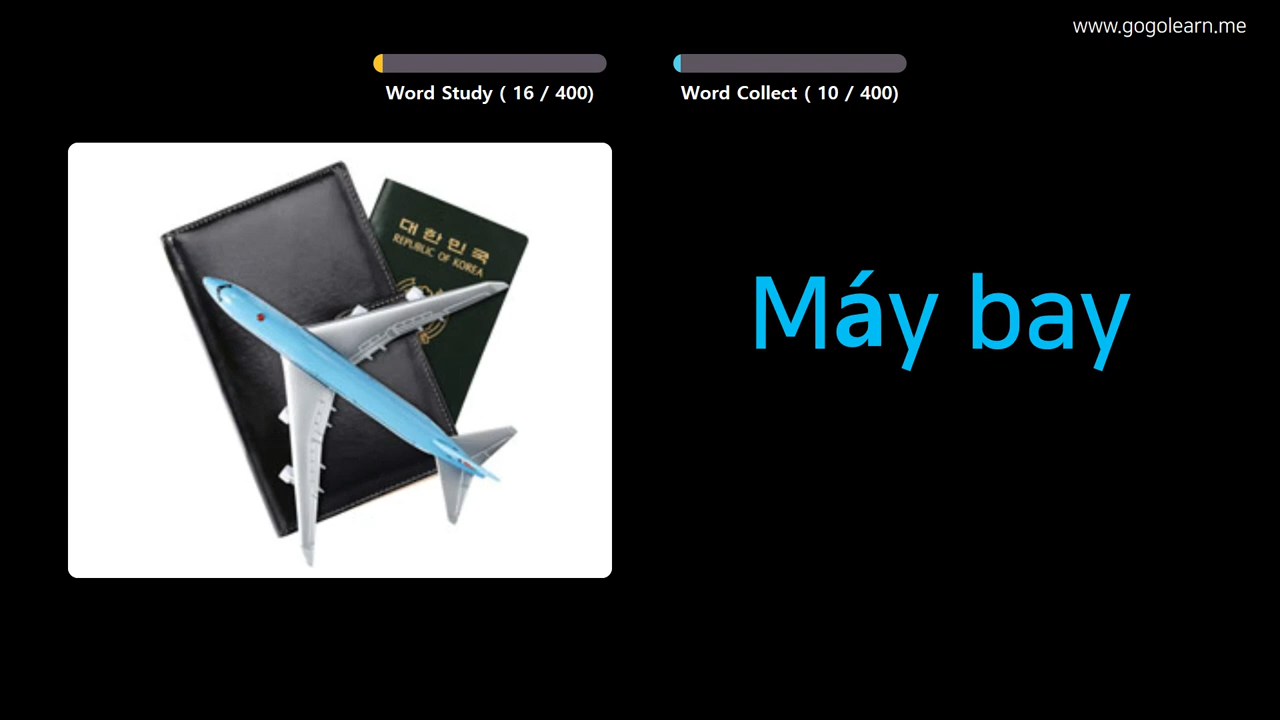 www.gogolearn.me
Word Study ( 16 / 400)
Word Collect ( 10 / 400)
대한민국
REPUBLIC OF KOREA
Máy bay